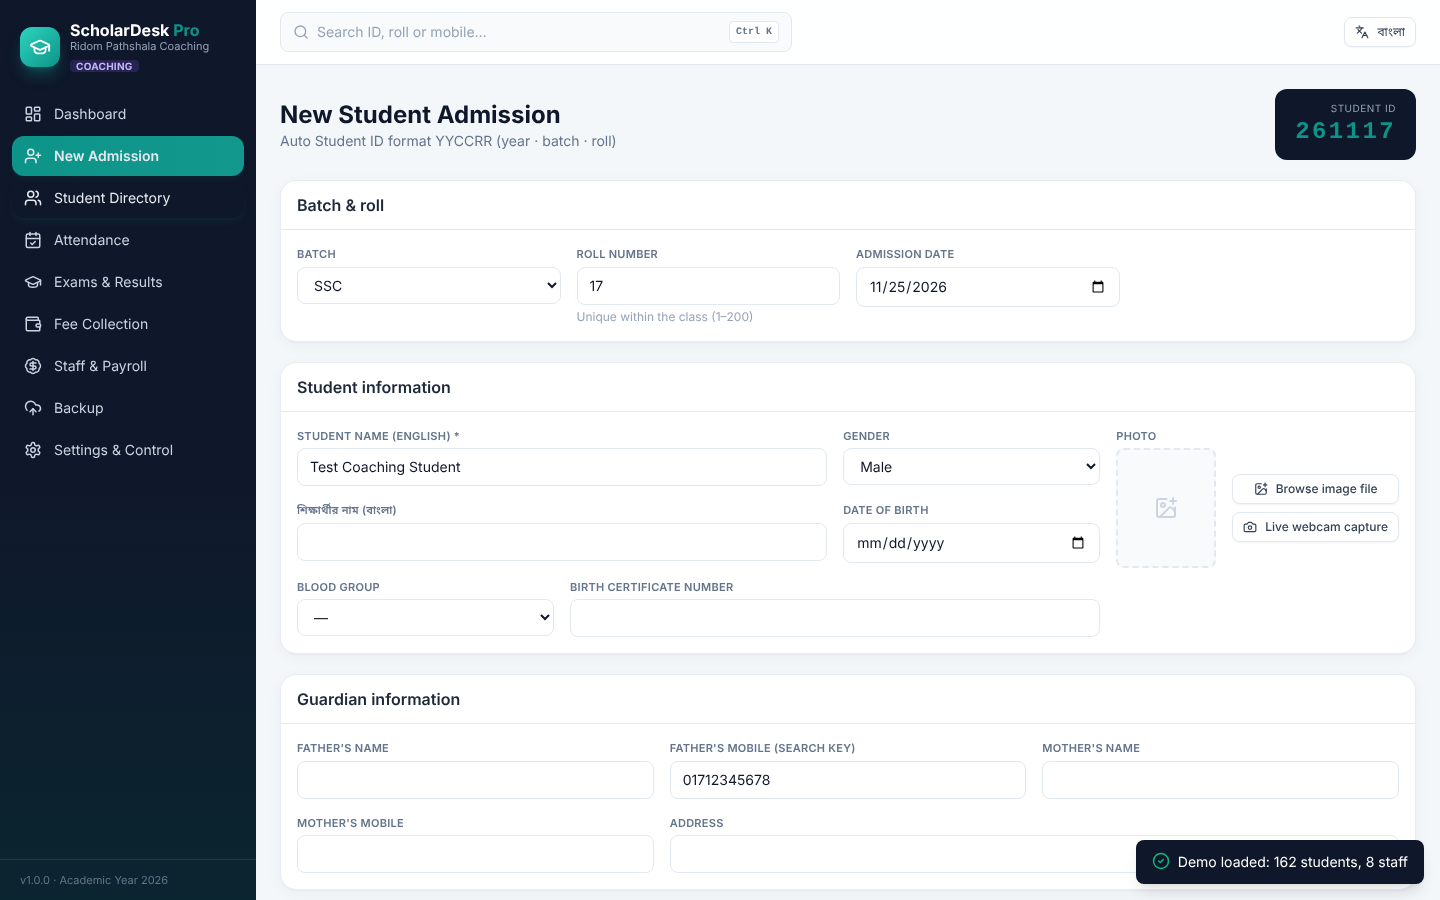 ScholarDesk Pro
Ridom Pathshala Coaching
COACHING
Dashboard
New Admission
Student Directory
Attendance
Exams & Results
Fee Collection
Staff & Payroll
Backup
Settings & Control
v1.0.0 · Academic Year 2026
Search ID, roll or mobile...
Ctrl K
বাংলা
New Student Admission
Auto Student ID format YYCCRR (year · batch · roll)
STUDENT ID
261117
Batch & roll
BATCH
ROLL NUMBER
ADMISSION DATE
SSC
17
11/25/2026
Unique within the class (1–200)
Student information
STUDENT NAME (ENGLISH) *
GENDER
PHOTO
Test Coaching Student
Male
Browse image file
Live webcam capture
শিক্ষার্থীর নাম (বাংলা)
DATE OF BIRTH
mm/dd/yyyy
BLOOD GROUP
BIRTH CERTIFICATE NUMBER
—
Guardian information
FATHER'S NAME
FATHER'S MOBILE (SEARCH KEY)
MOTHER'S NAME
01712345678
MOTHER'S MOBILE
ADDRESS
Demo loaded: 162 students, 8 staff